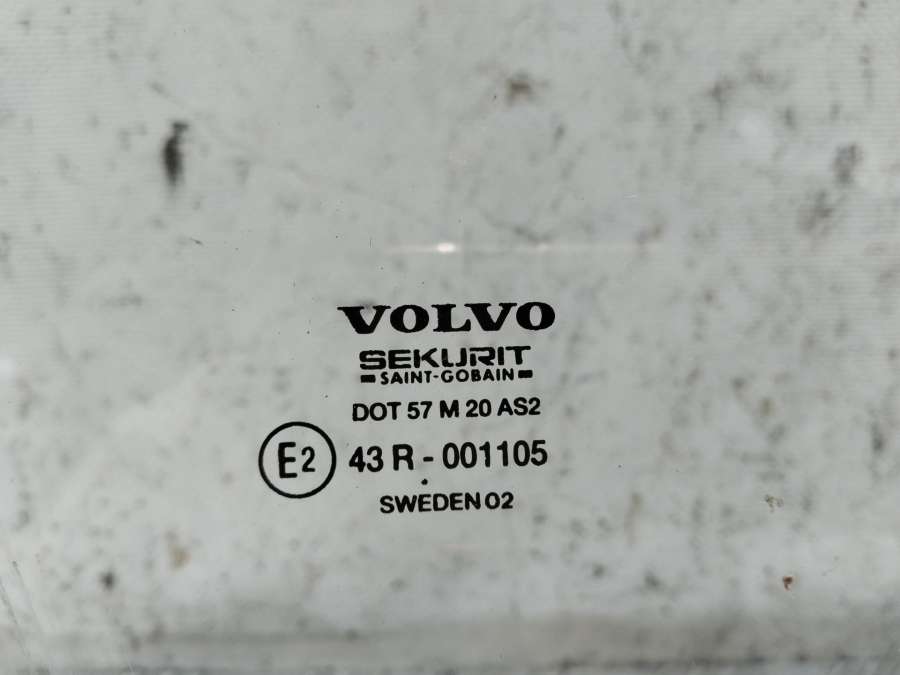 VOLVO
SEKURIT
SAINT-GOBAIN
DOT 57 M 20 AS2
E2 43 R - 001105
SWEDEN 02